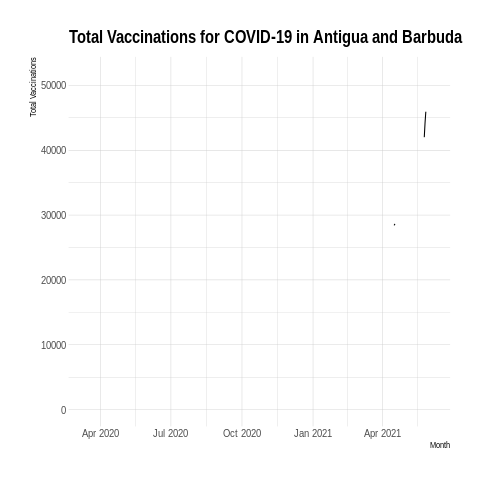 Total Vaccinations for COVID-19 in Antigua and Barbuda
Total Vaccinations
50000
40000
30000
20000
10000
0
Apr 2020 Jul 2020 Oct 2020 Jan 2021 Apr 2021
Month